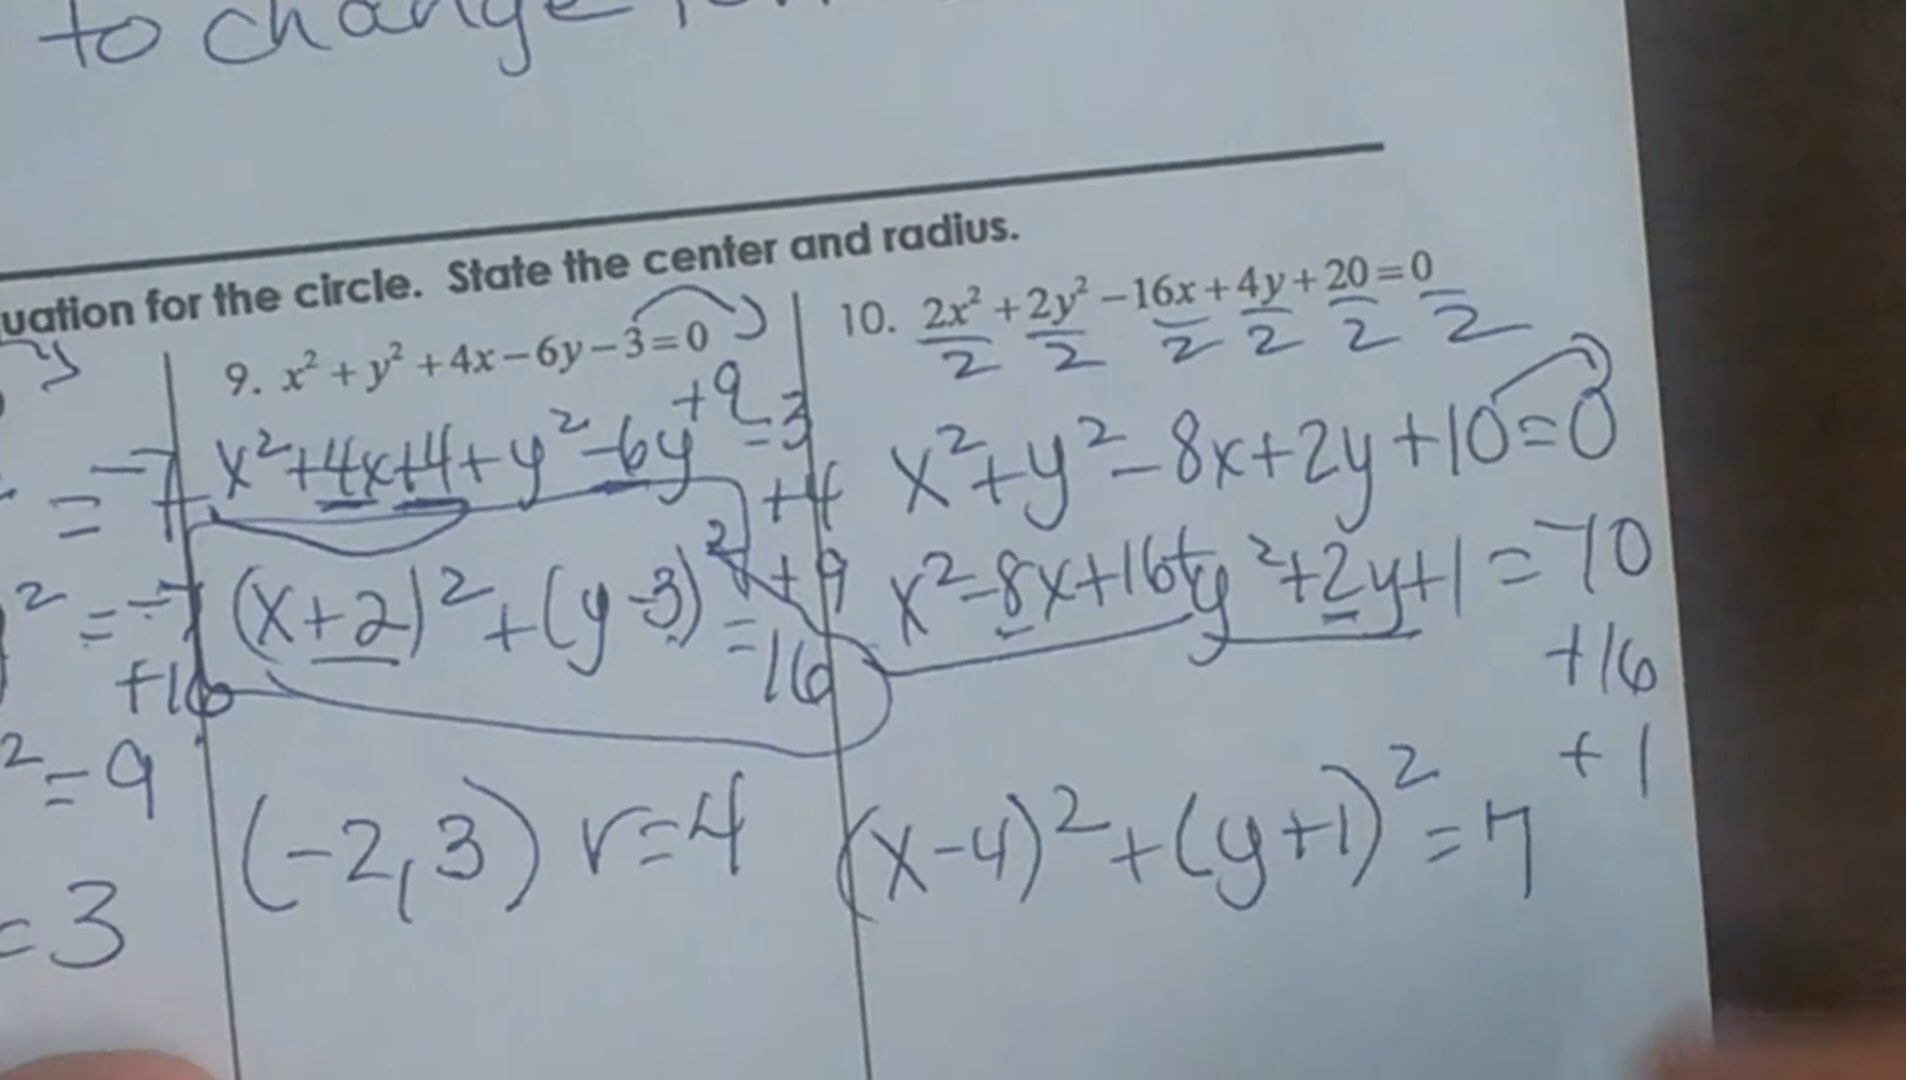 to change
uation for the circle. State the center and radius.
= -7
² = -7
+16
² = 9
= 3
9. x² + y² + 4x - 6y - 3 = 0
x² + 4x + 4 + y² - 6y + 9 = 3
+4
+9
(x + 2)² + (y - 3)² = 16
(-2, 3) r = 4
10. 2x² + 2y² - 16x + 4y + 20 = 0
2 2 2 2 2 2
x² + y² - 8x + 2y + 10 = 0
x² - 8x + 16 + y² + 2y + 1 = -10
+16
+1
(x - 4)² + (y + 1)² = 7